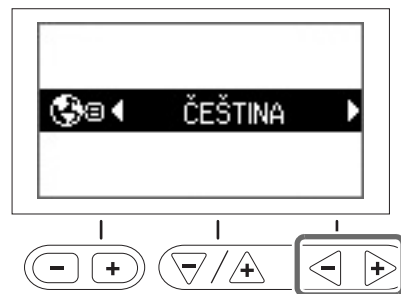 ČEŠTINA
- + - / + - +